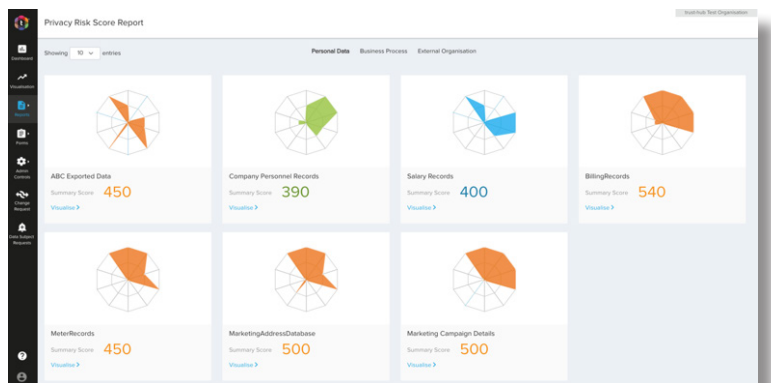 trust-hub Test Organisation
Privacy Risk Score Report
Showing 10 entries
Personal Data Business Process External Organisation
Dashboard
Visualisation
Reports
Forms
Admin Controls
Change Request
Data Subject Requests
ABC Exported Data
Summary Score 450
Visualise >
Company Personnel Records
Summary Score 390
Visualise >
Salary Records
Summary Score 400
Visualise >
BillingRecords
Summary Score 540
Visualise >
MeterRecords
Summary Score 450
Visualise >
MarketingAddressDatabase
Summary Score 500
Visualise >
Marketing Campaign Details
Summary Score 500
Visualise >